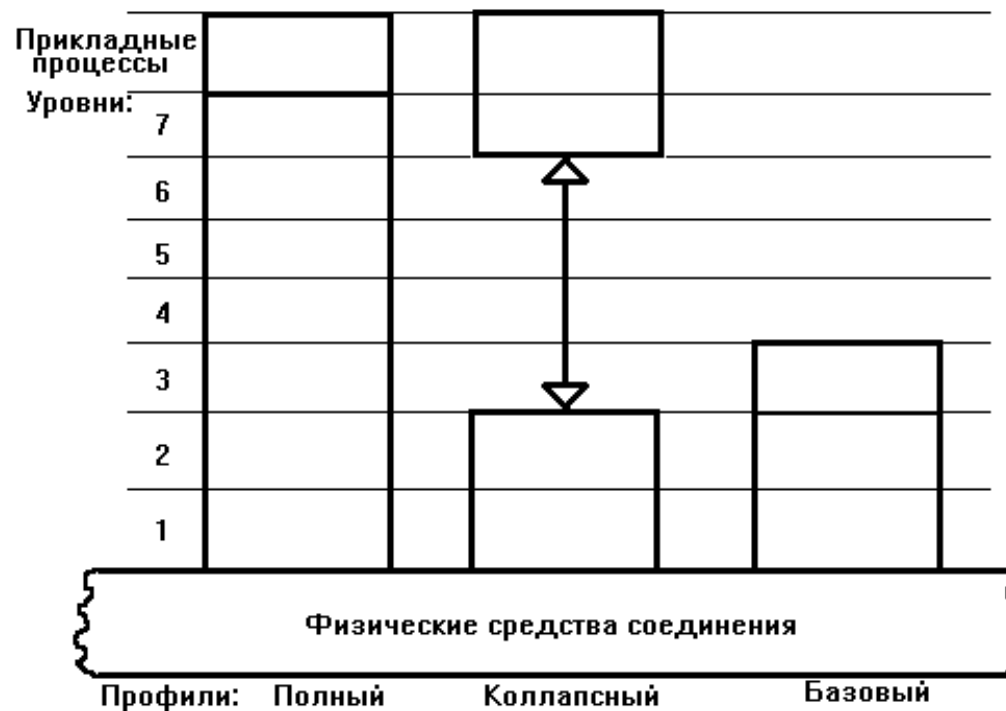 Прикладные
процессы
Уровни:
7
6
5
4
3
2
1
Физические средства соединения
Профили: Полный Коллапсный Базовый